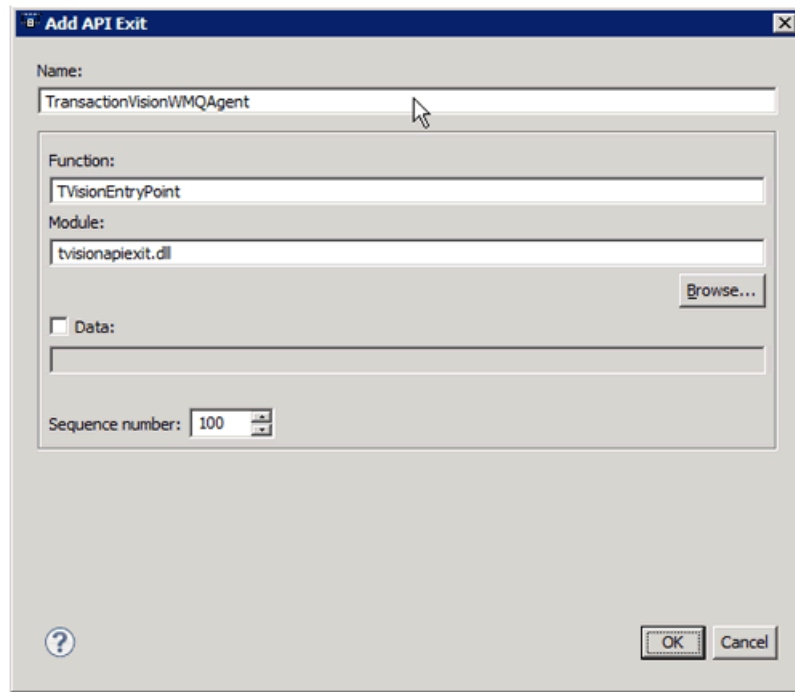 Add API Exit
Name:
TransactionVisionWMQAgent
Function:
TVisionEntryPoint
Module:
tvisionapiexit.dll
Browse...
Data:
Sequence number: 100
? OK Cancel